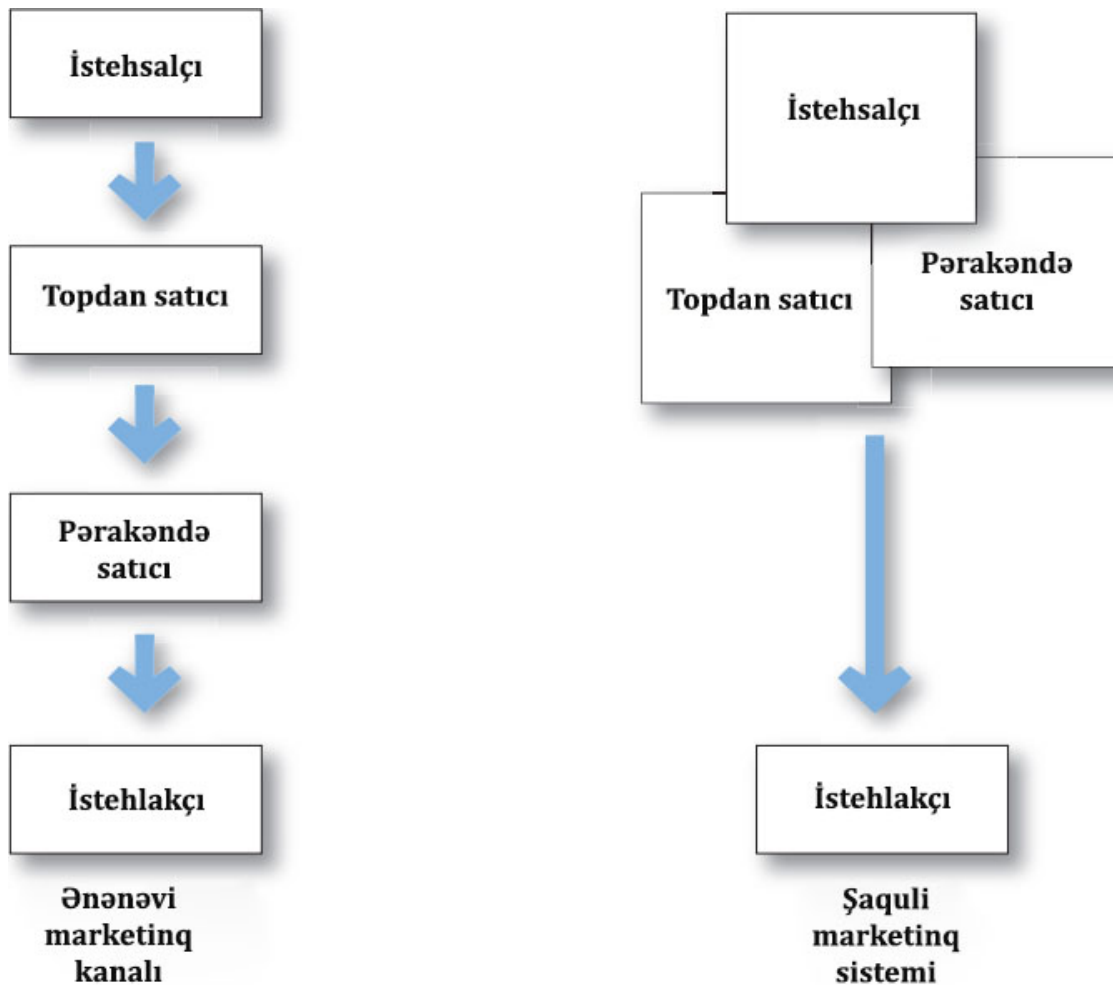 İstehsalçı
Topdan satıcı
Pərakəndə
satıcı
İstehlakçı
Ənənəvi
marketinq
kanalı
İstehsalçı
Topdan satıcı
Pərakəndə
satıcı
İstehlakçı
Şaquli
marketinq
sistemi